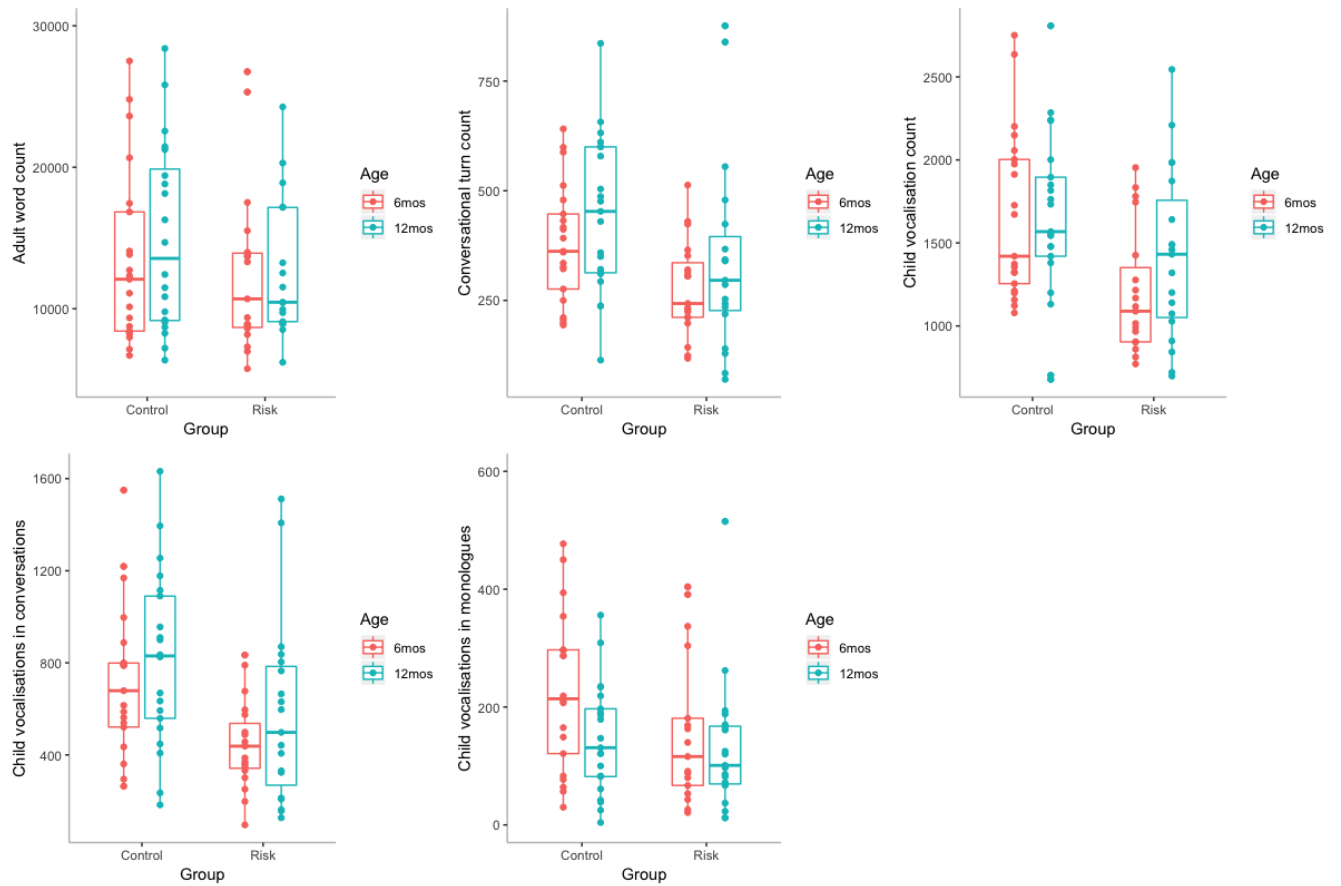 Adult word count
30000
20000
10000
Control
Risk
Group
Age
6mos
12mos
Conversational turn count
750
500
250
Control
Risk
Group
Age
6mos
12mos
Child vocalisation count
2500
2000
1500
1000
Control
Risk
Group
Age
6mos
12mos
Child vocalisations in conversations
1600
1200
800
400
Control
Risk
Group
Age
6mos
12mos
Child vocalisations in monologues
600
400
200
0
Control
Risk
Group
Age
6mos
12mos